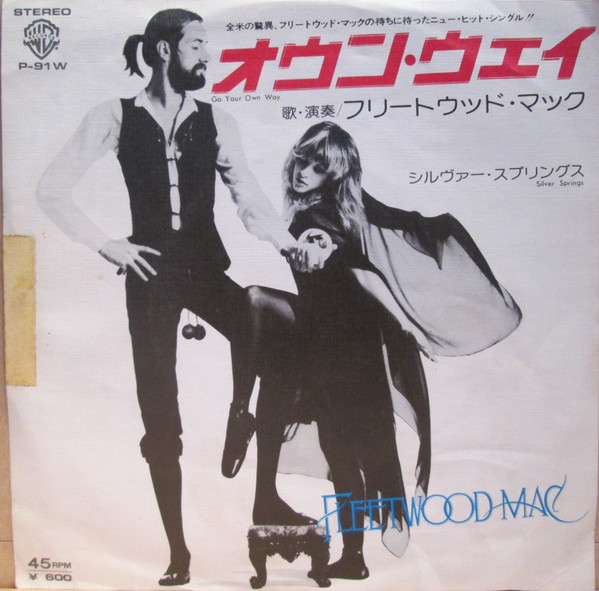 STEREO
P-91W
全米の驚異、フリートウッド・マックの待ちに待ったニュー・ヒット・シングル!!
オウン・ウェイ
Go Your Own Way
歌・演奏/フリートウッド・マック
シルヴァー・スプリングス
Silver Springs
FLEETWOOD MAC
45RPM
¥ 600